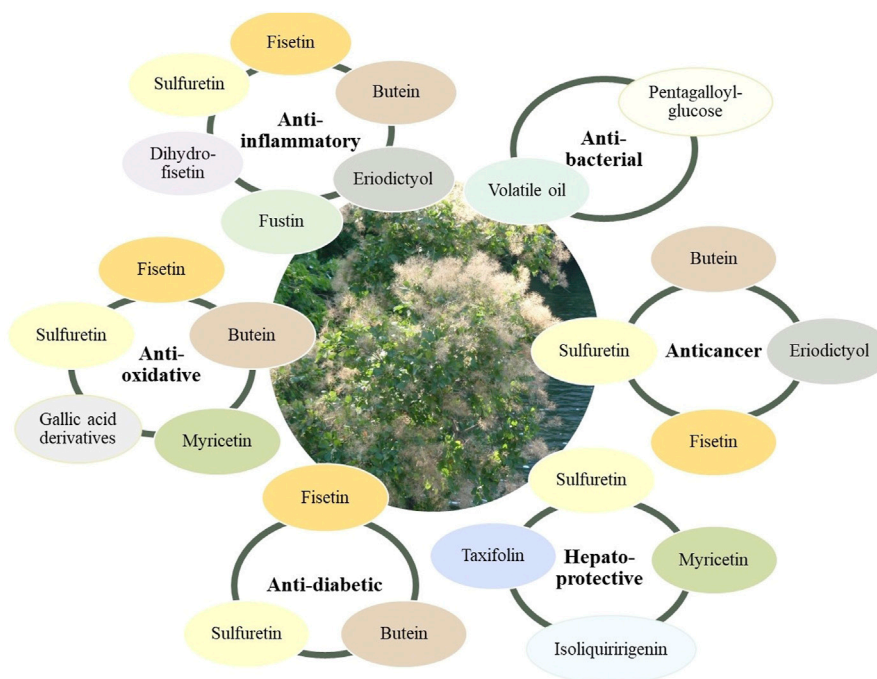 Fisetin
Sulfuretin
Butein
Anti-
inflammatory
Dihydro-
fisetin
Eriodictyol
Fustin
Pentagalloyl-
glucose
Anti-
bacterial
Volatile oil
Fisetin
Sulfuretin
Butein
Anti-
oxidative
Gallic acid
derivatives
Myricetin
Butein
Sulfuretin
Anticancer
Eriodictyol
Fisetin
Fisetin
Anti-diabetic
Sulfuretin
Butein
Sulfuretin
Taxifolin
Hepato-
protective
Myricetin
Isoliquiririgenin